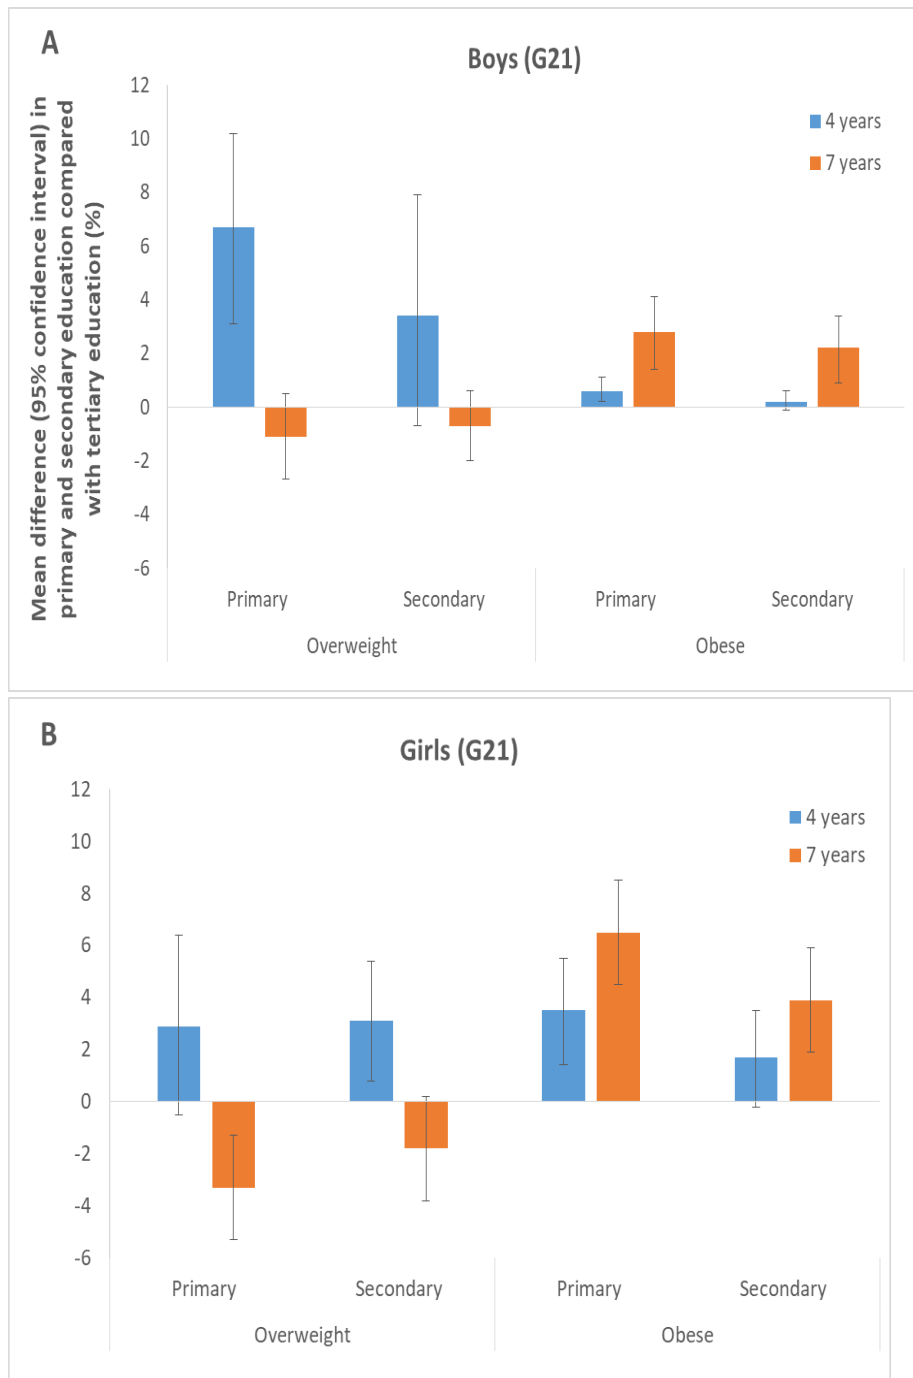 A
Boys (G21)
Mean difference (95% confidence interval) in
primary and secondary education compared
with tertiary education (%)
12
10
8
6
4
2
0
-2
-4
-6
4 years
7 years
Primary
Secondary
Primary
Secondary
Overweight
Obese
B
Girls (G21)
12
10
8
6
4
2
0
-2
-4
-6
4 years
7 years
Primary
Secondary
Primary
Secondary
Overweight
Obese